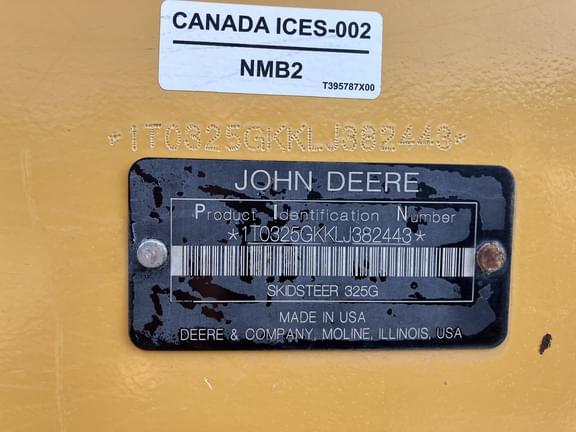 CANADA ICES-002
NMB2
T395787X00
*1T0325GKKLJ382443*
JOHN DEERE
Product Identification Number
*1T0325GKKLJ382443*
SKIDSTEER 325G
MADE IN USA
DEERE & COMPANY, MOLINE, ILLINOIS, USA